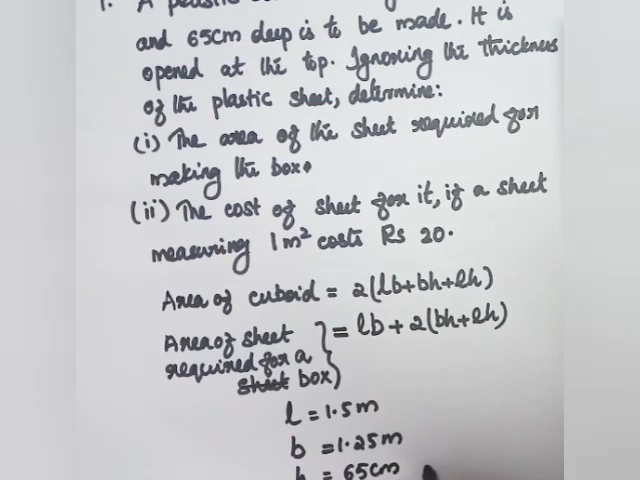 1. A
and 65cm deep is to be made. It is
opened at the top. Ignoring the thickness
of the plastic sheet, determine:
(i) The area of the sheet required for
making the box.
(ii) The cost of sheet for it, if a sheet
measuring 1m² costs Rs 20.
Area of cuboid = 2(lb+bh+lh)
Area of sheet
required for a
sheet box } = lb + 2(bh+lh)
l = 1.5m
b = 1.25m
h = 65cm